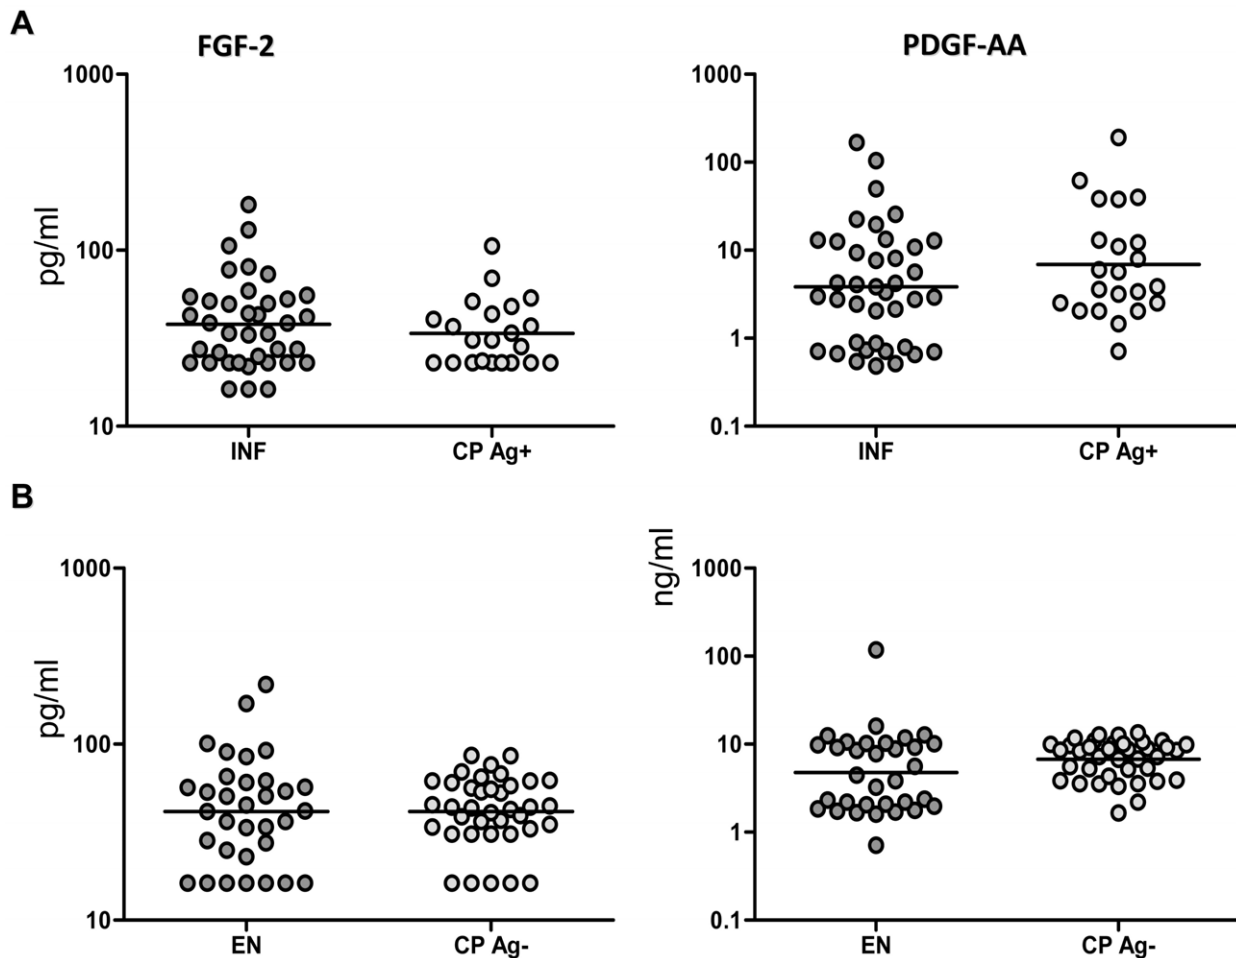 A
FGF-2
PDGF-AA
pg/ml
1000
100
10
INF
CP Ag+
1000
100
10
1
0.1
INF
CP Ag+
B
pg/ml
1000
100
10
EN
CP Ag-
ng/ml
1000
100
10
1
0.1
EN
CP Ag-